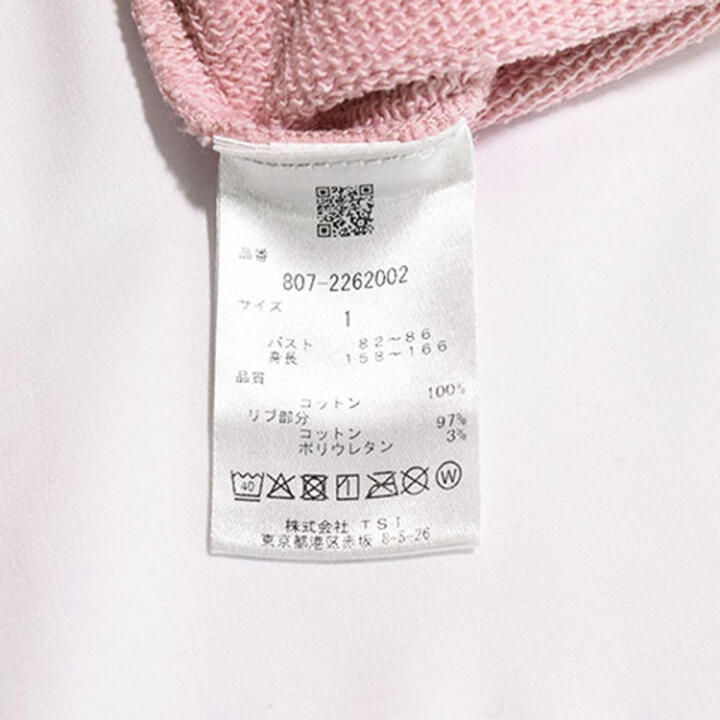 品番
807-2262002
サイズ
1
バスト 82～86
身長 158～166
品質
コットン 100%
リブ部分
コットン 97%
ポリウレタン 3%
40 W
株式会社 TSI
東京都港区赤坂 8-5-26